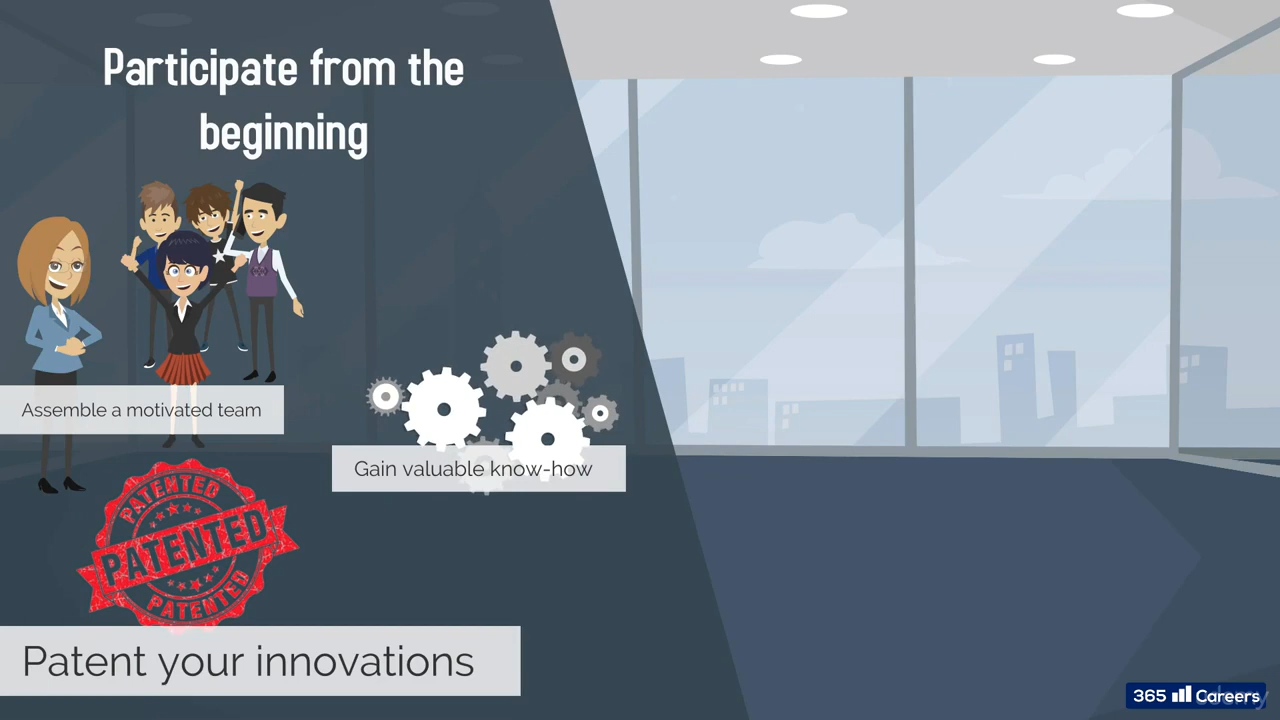 Participate from the
beginning
Assemble a motivated team
Gain valuable know-how
PATENTED
PATENTED
PATENTED
Patent your innovations
365 Careers
udemy